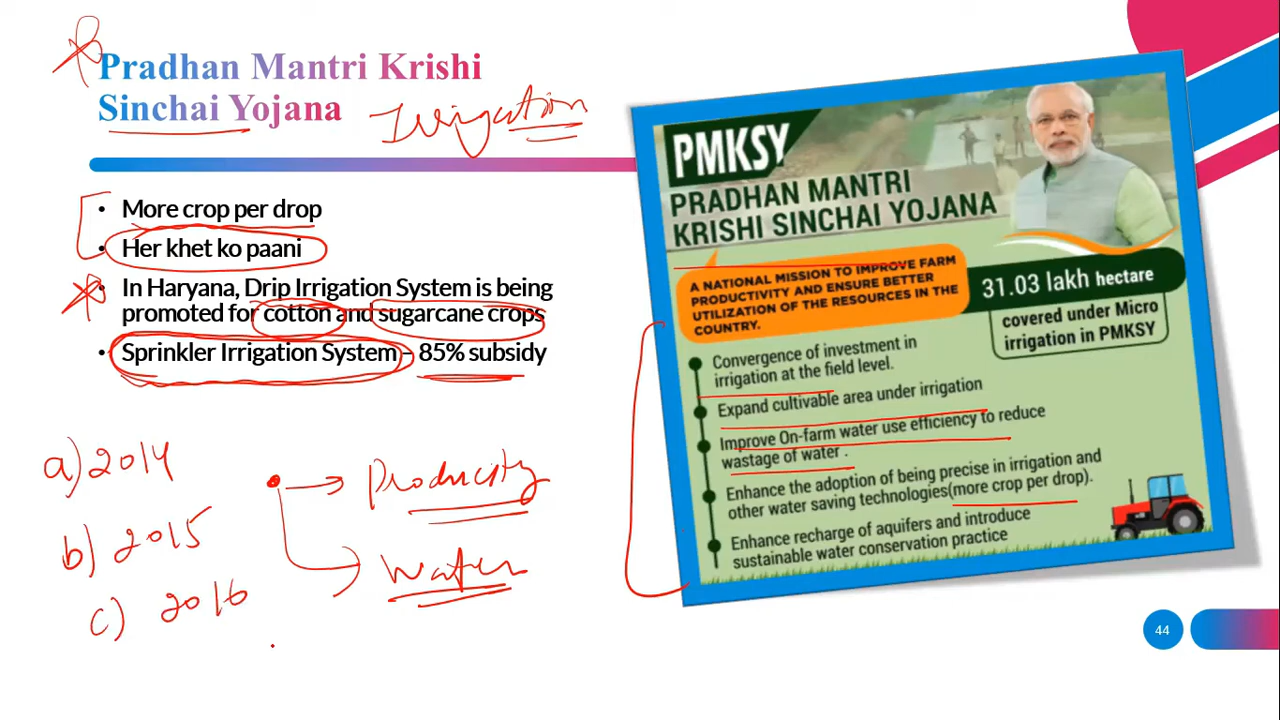 Pradhan Mantri Krishi
Sinchai Yojana
Irrigation
• More crop per drop
• Her khet ko paani
• In Haryana, Drip Irrigation System is being
promoted for cotton and sugarcane crops
• Sprinkler Irrigation System – 85% subsidy
a) 2014
b) 2015
c) 2016
Producity
Water
PMKSY
PRADHAN MANTRI
KRISHI SINCHAI YOJANA
A NATIONAL MISSION TO IMPROVE FARM
PRODUCTIVITY AND ENSURE BETTER
UTILIZATION OF THE RESOURCES IN THE
COUNTRY.
31.03 lakh hectare
covered under Micro
irrigation in PMKSY
Convergence of investment in
irrigation at the field level.
Expand cultivable area under irrigation
Improve On-farm water use efficiency to reduce
wastage of water .
Enhance the adoption of being precise in irrigation and
other water saving technologies(more crop per drop).
Enhance recharge of aquifers and introduce
sustainable water conservation practice
44